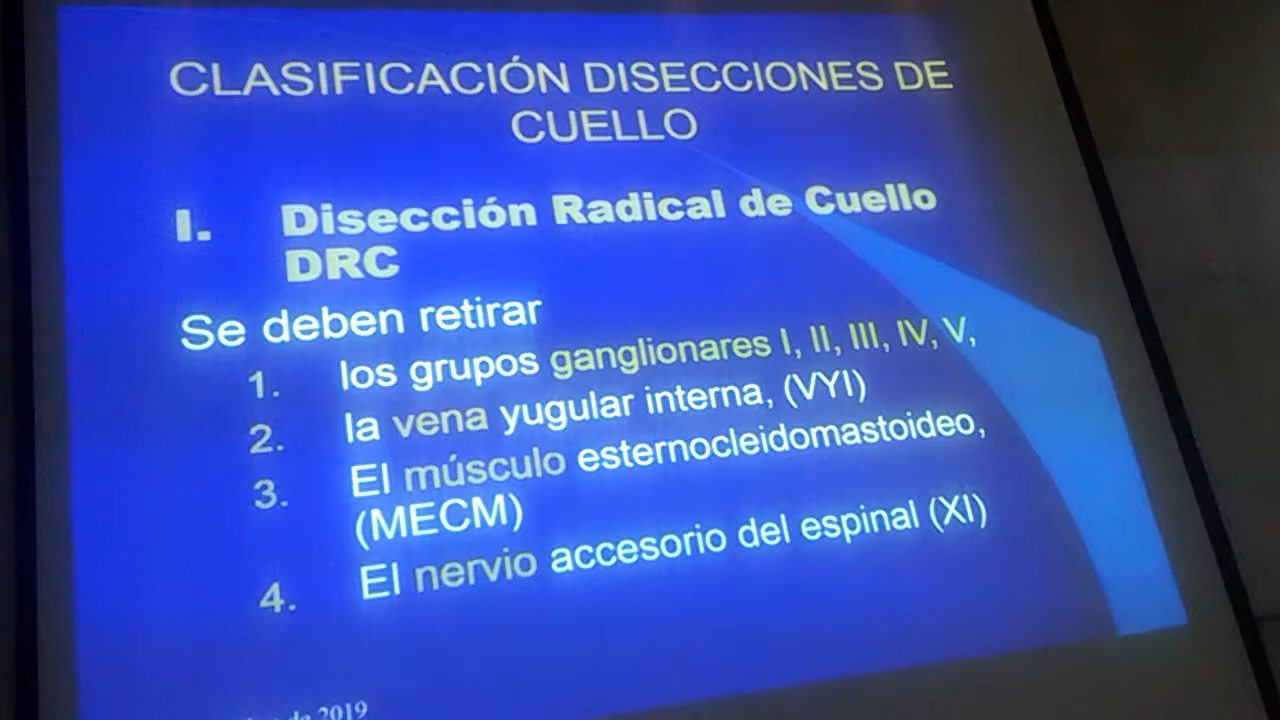 CLASIFICACIÓN DISECCIONES DE
CUELLO
I. Disección Radical de Cuello
DRC
Se deben retirar
1. los grupos ganglionares I, II, III, IV, V,
2. la vena yugular interna, (VYI)
3. El músculo esternocleidomastoideo,
(MECM)
4. El nervio accesorio del espinal (XI)
de 2019